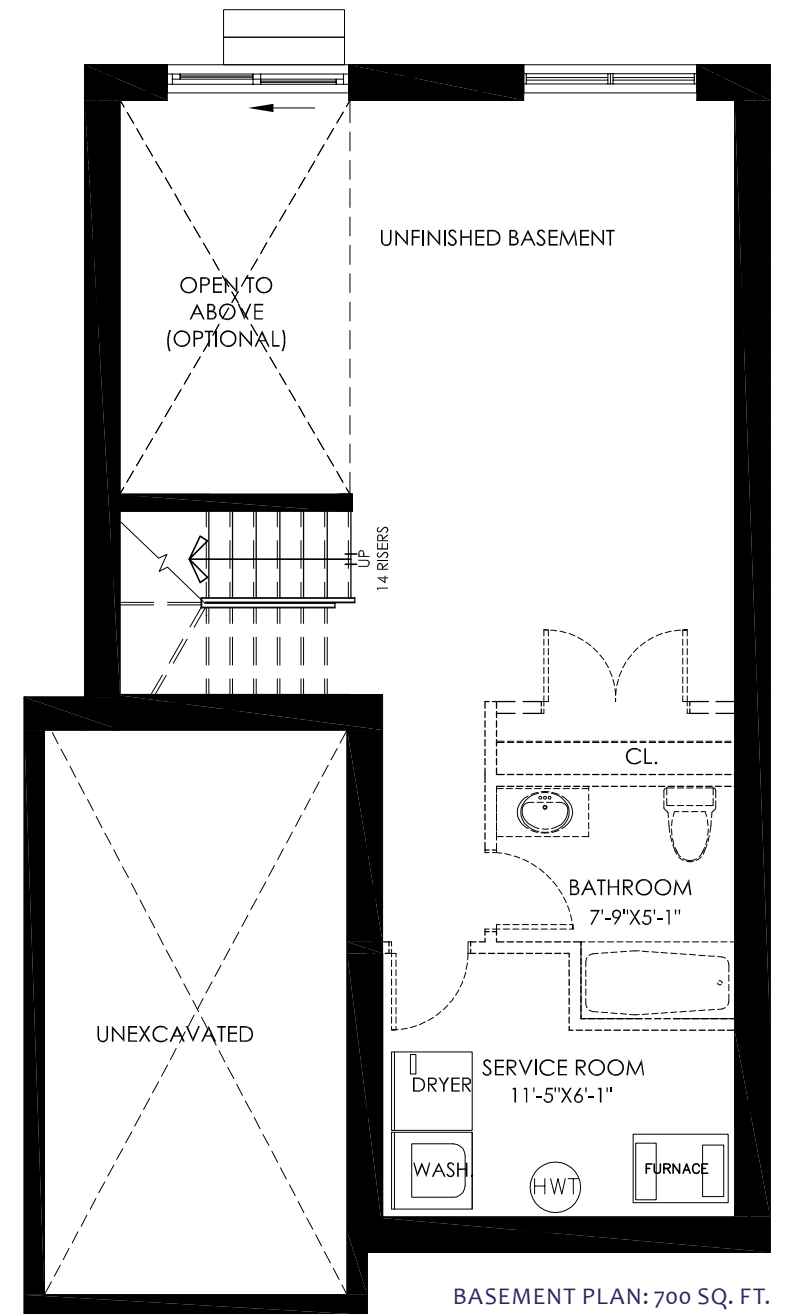 UNFINISHED BASEMENT
OPEN TO
ABOVE
(OPTIONAL)
UP
14 RISERS
CL.
BATHROOM
7'-9"X5'-1"
UNEXCAVATED
SERVICE ROOM
11'-5"X6'-1"
DRYER
WASH.
HWT
FURNACE
BASEMENT PLAN: 700 SQ. FT.